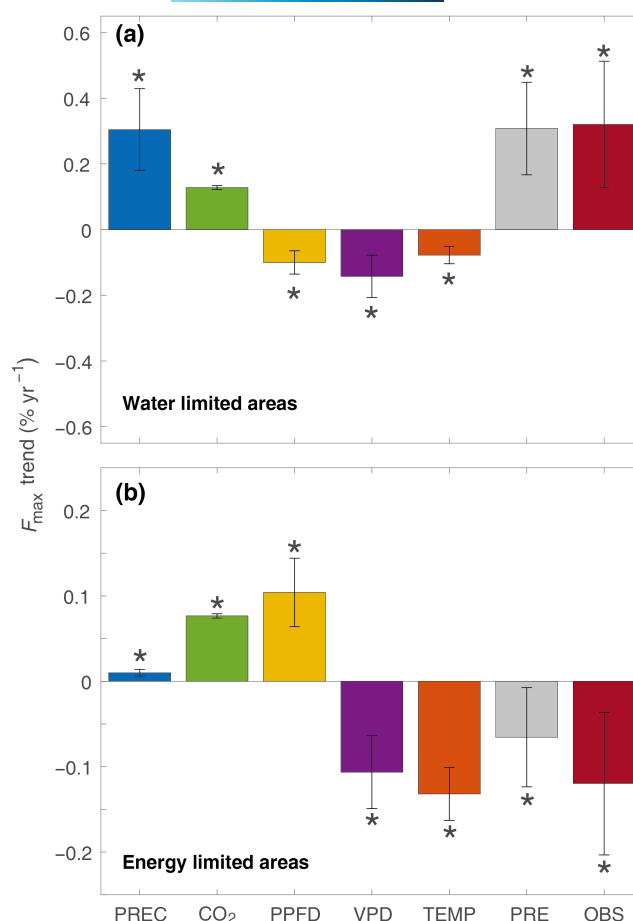 (a)
0.6
0.4
0.2
0
−0.2
−0.4
−0.6
* * * * * * *
Water limited areas
F_max trend (% yr⁻¹)
(b)
0.2
0.1
0
−0.1
−0.2
* * * * * * *
Energy limited areas
PREC CO₂ PPFD VPD TEMP PRE OBS